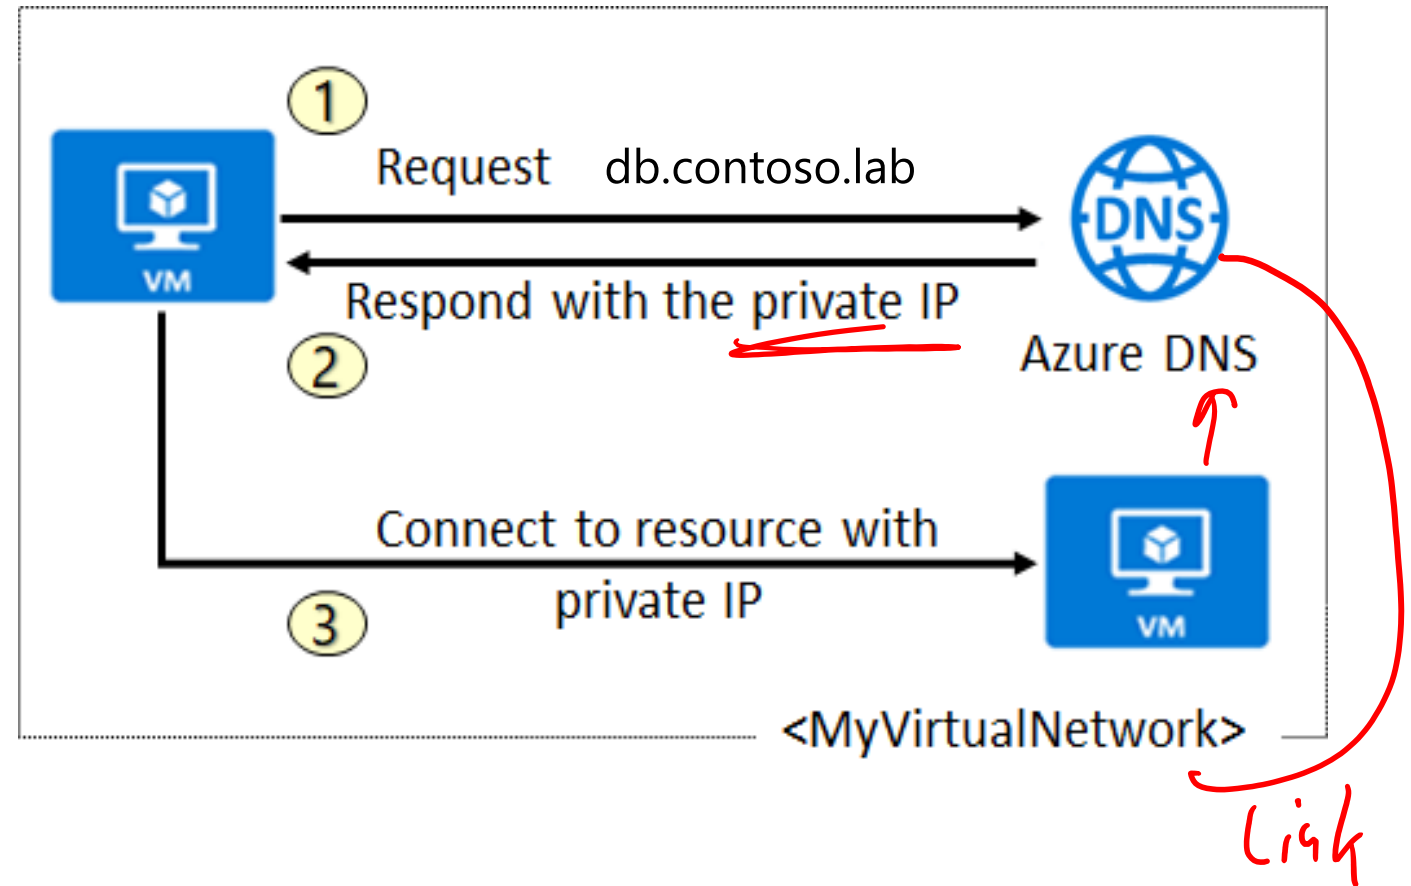 1
Request db.contoso.lab
DNS
VM
Respond with the private IP
2
Azure DNS
Connect to resource with
private IP
3
VM
<MyVirtualNetwork>
Link